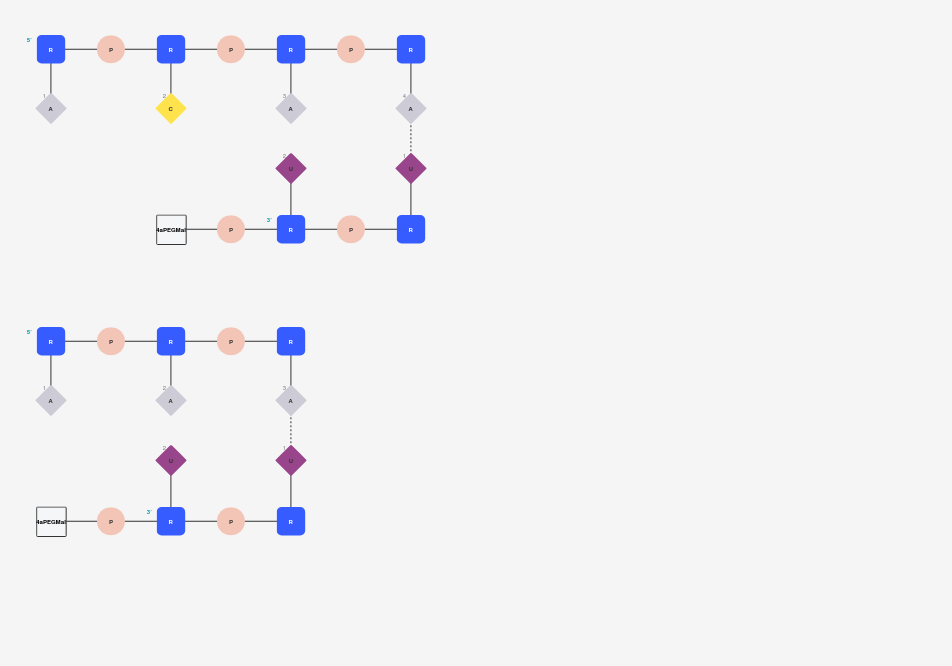 5' R P R P R P R
1 2 3 4
A C A A
2 1
U U
3'
4aPEGMal P R P R
5' R P R P R
1 2 3
A A A
2 1
U U
3'
4aPEGMal P R P R